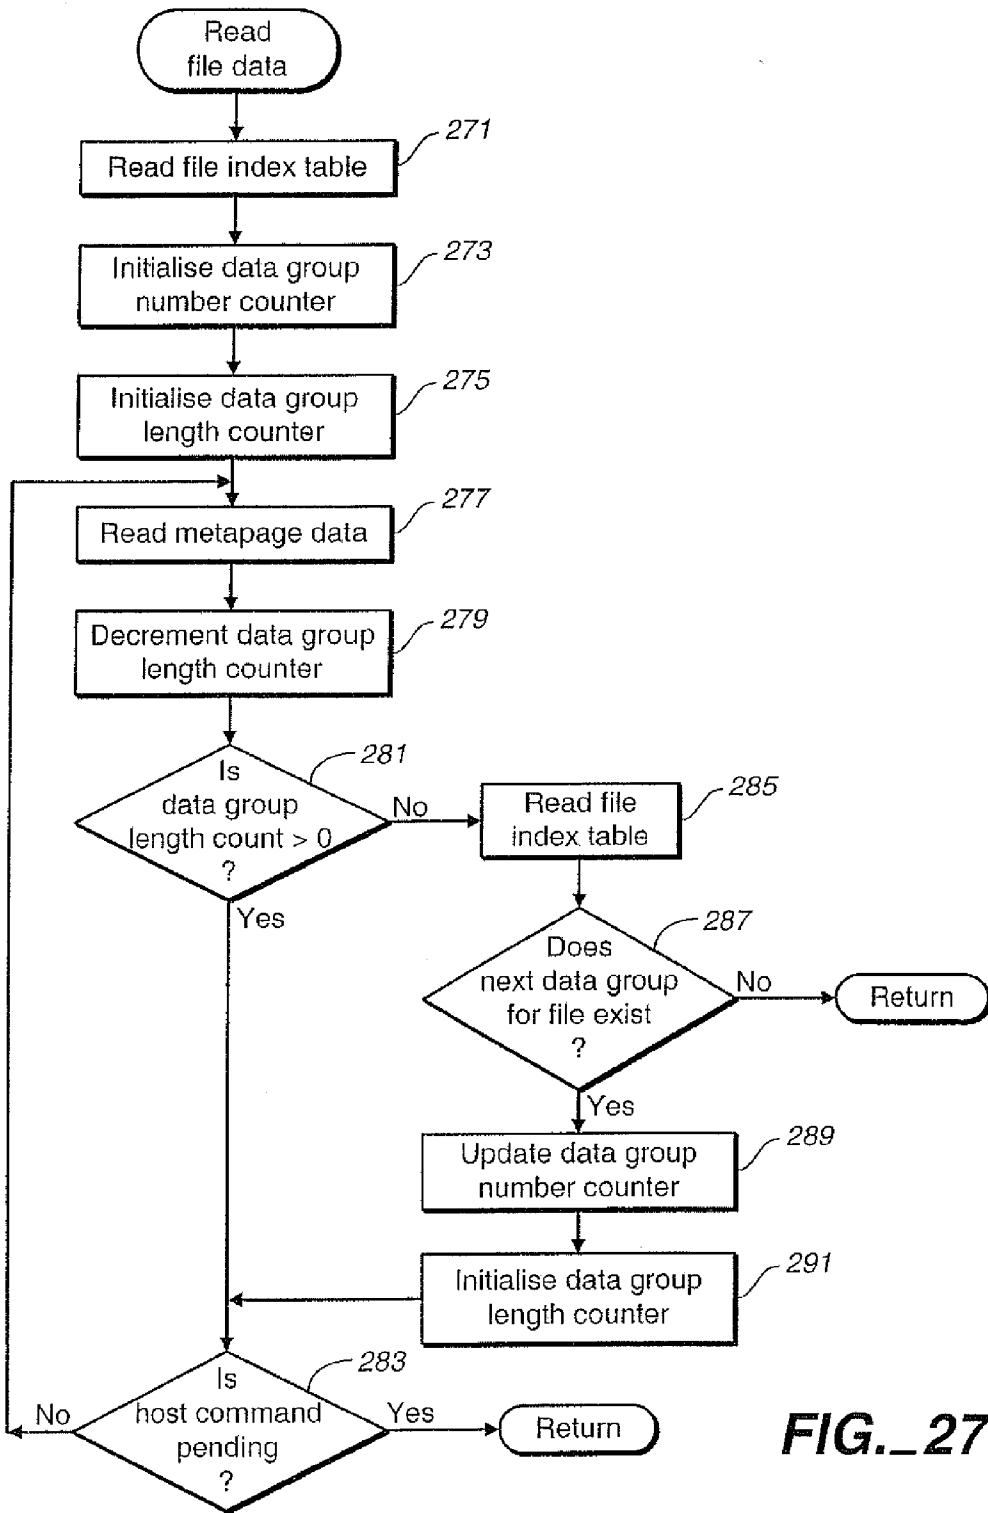 Read
file data
271
Read file index table
273
Initialise data group
number counter
275
Initialise data group
length counter
277
Read metapage data
279
Decrement data group
length counter
281
Is
data group
length count > 0
?
No
Yes
285
Read file
index table
287
Does
next data group
for file exist
?
No
Return
Yes
289
Update data group
number counter
291
Initialise data group
length counter
283
Is
host command
pending
?
No
Yes
Return
FIG._27